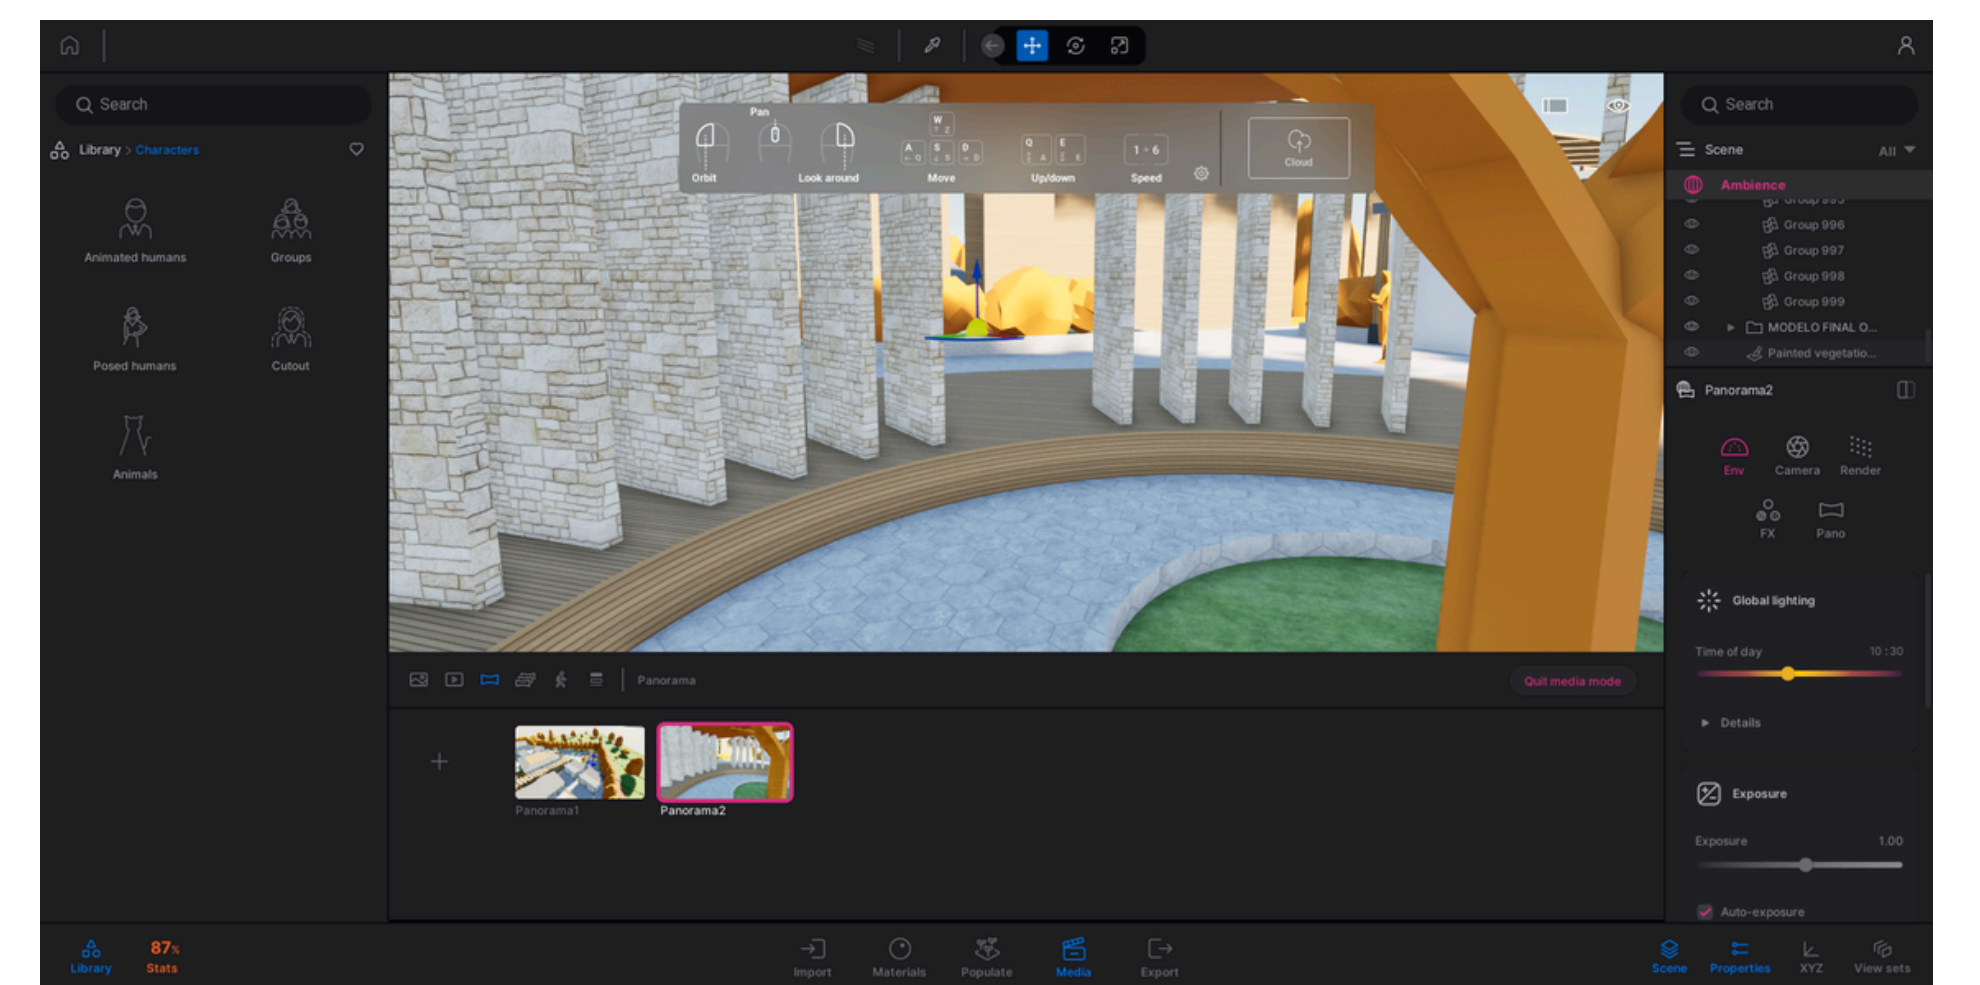 Search
Library > Characters
Animated humans
Groups
Posed humans
Cutout
Animals
Pan
Orbit
Look around
W
↑ Z
A S D
← Q ↓ S → D
Move
Q E
A E
Up/down
1 → 6
Speed
Cloud
Search
Scene
All
Ambience
Group 995
Group 996
Group 997
Group 998
Group 999
MODELO FINAL O...
Painted vegetatio...
Panorama2
Env
Camera
Render
FX
Pano
Global lighting
Time of day 10:30
Details
Exposure
Exposure 1.00
Auto-exposure
Panorama
Quit media mode
Panorama1
Panorama2
Library
87%
Stats
Import
Materials
Populate
Media
Export
Scene
Properties
XYZ
View sets